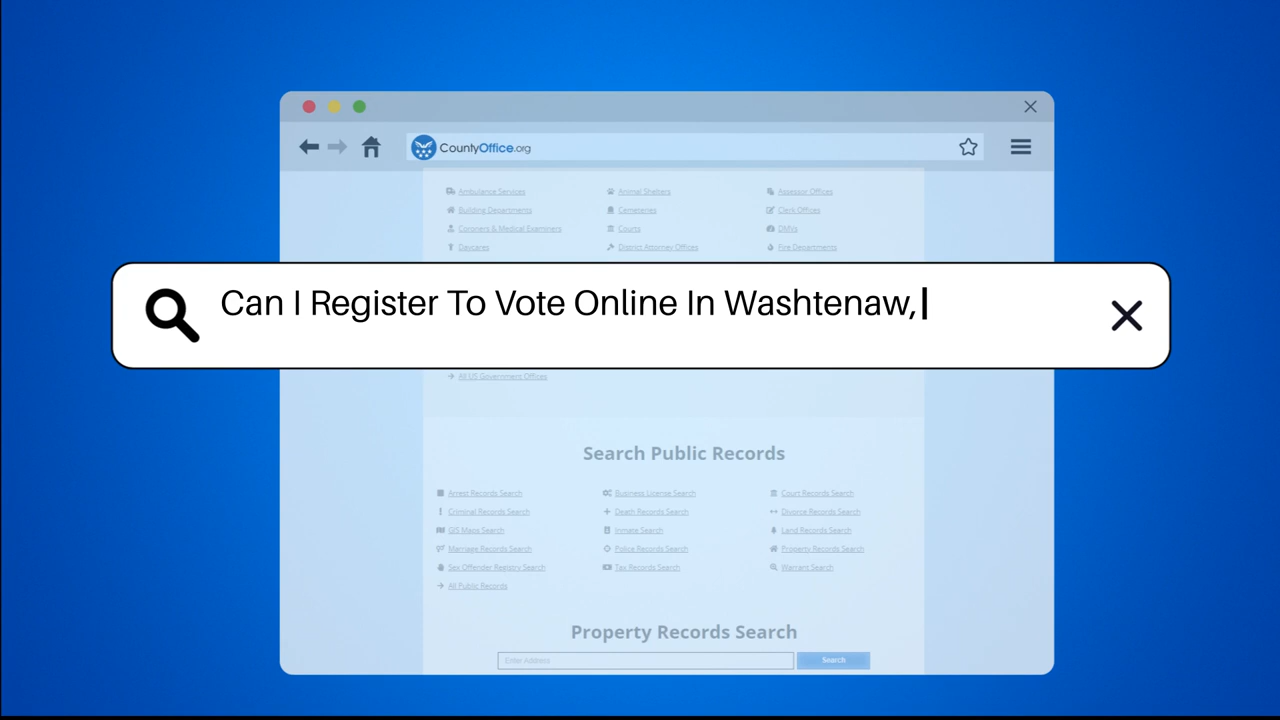 CountyOffice.org
Ambulance Services Animal Shelters Assessor Offices
Building Departments Cemeteries Clerk Offices
Coroners & Medical Examiners Courts DMVs
Daycares District Attorney Offices Fire Departments
Can I Register To Vote Online In Washtenaw,
All US Government Offices
Search Public Records
Arrest Records Search Business License Search Court Records Search
Criminal Records Search Death Records Search Divorce Records Search
GIS Maps Search Inmate Search Land Records Search
Marriage Records Search Police Records Search Property Records Search
Sex Offender Registry Search Tax Records Search Warrant Search
All Public Records
Property Records Search
Enter Address Search